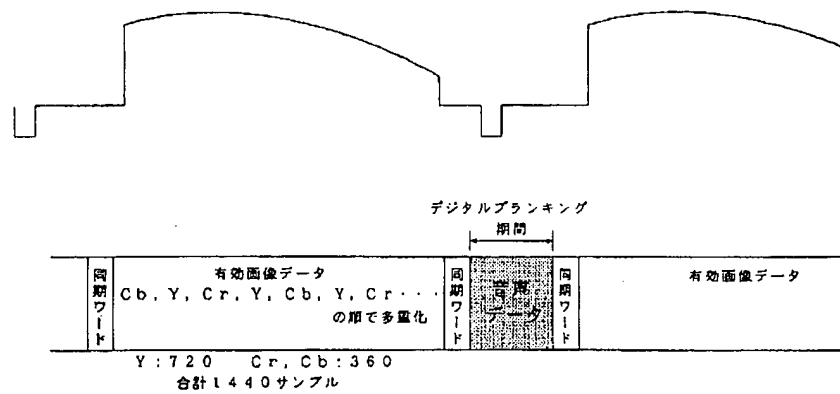 デジタルブランキング
期間
同期ワード
有効画像データ
Cb, Y, Cr, Y, Cb, Y, Cr・・・
の順で多重化
同期ワード
音声
データ
同期ワード
有効画像データ
Y:720 Cr, Cb:360
合計1440サンプル